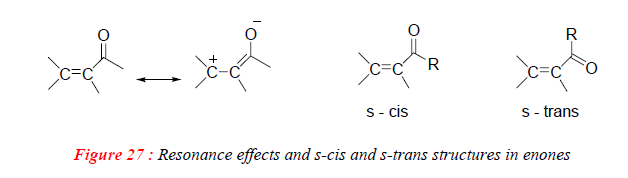 O O − O R
C=C + C-C C=C R C=C O
s - cis s - trans
Figure 27 : Resonance effects and s-cis and s-trans structures in enones